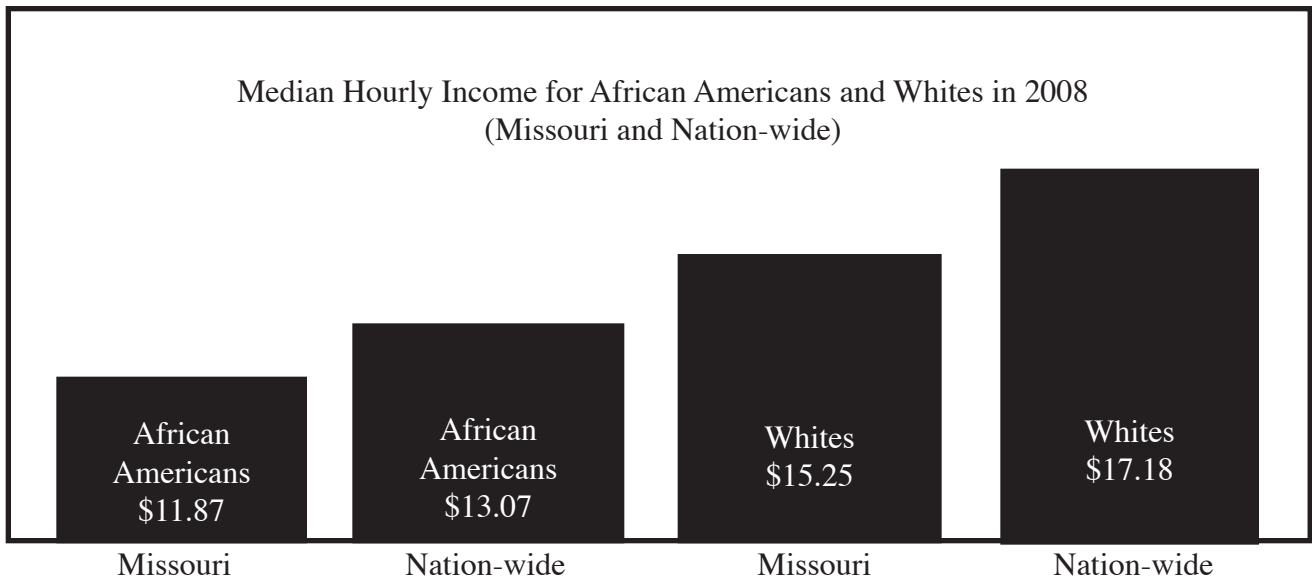 Median Hourly Income for African Americans and Whites in 2008
(Missouri and Nation-wide)
African
Americans
$11.87
African
Americans
$13.07
Whites
$15.25
Whites
$17.18
Missouri
Nation-wide
Missouri
Nation-wide